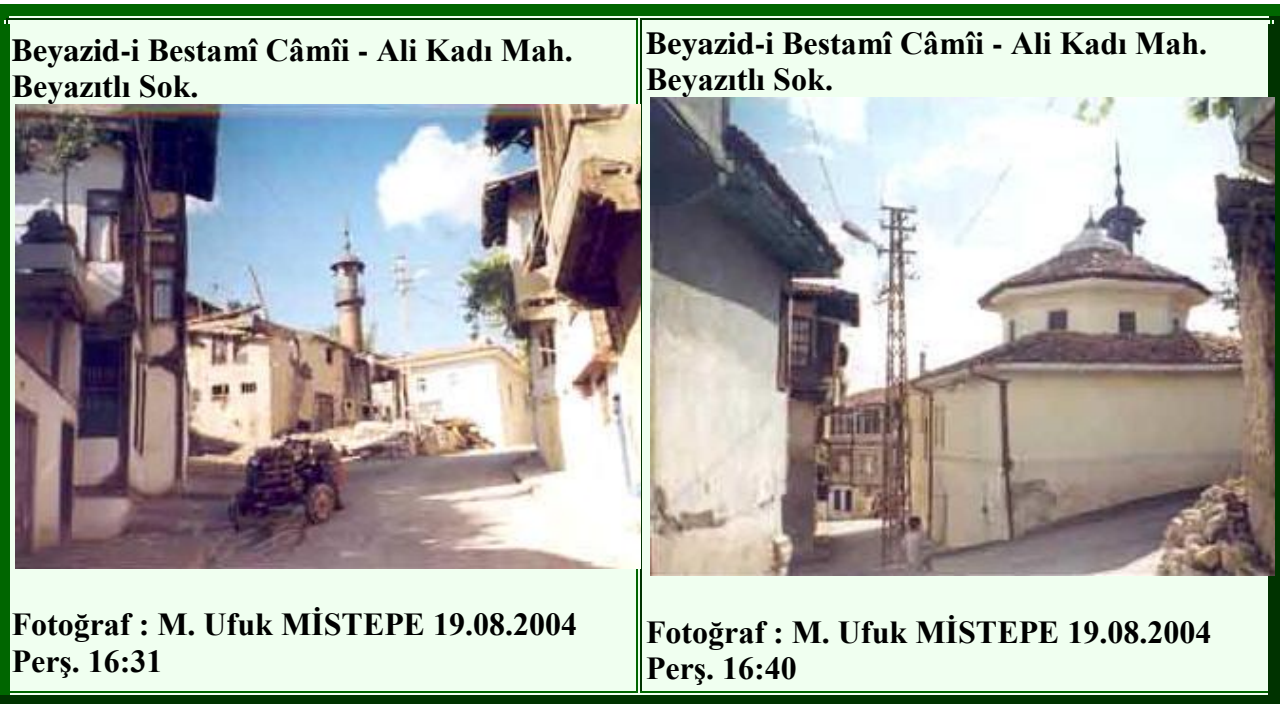 Beyazid-i Bestamî Câmîi - Ali Kadı Mah.
Beyazıtlı Sok.
Fotoğraf : M. Ufuk MİSTEPE 19.08.2004
Perş. 16:31
Beyazid-i Bestamî Câmîi - Ali Kadı Mah.
Beyazıtlı Sok.
Fotoğraf : M. Ufuk MİSTEPE 19.08.2004
Perş. 16:40